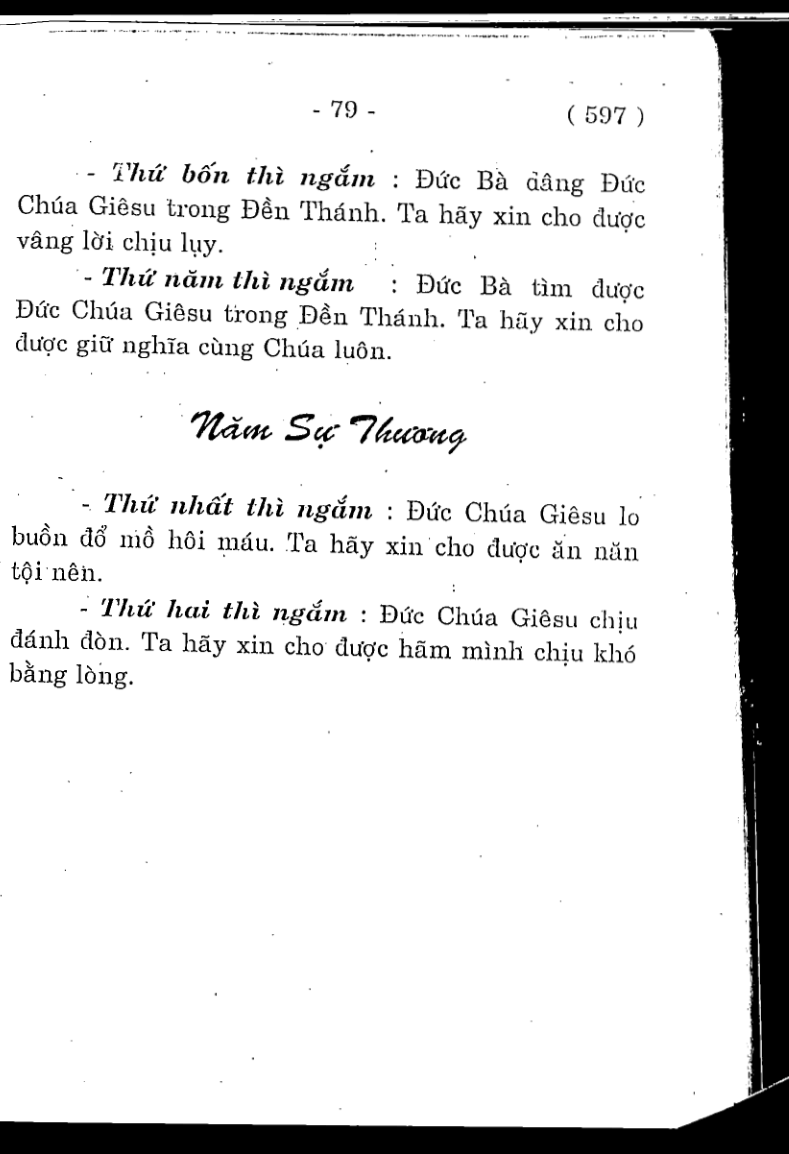 - 79 - ( 597 )
- Thứ bốn thì ngắm : Đức Bà dâng Đức
Chúa Giêsu trong Đền Thánh. Ta hãy xin cho được
vâng lời chịu lụy.
- Thứ năm thì ngắm : Đức Bà tìm được
Đức Chúa Giêsu trong Đền Thánh. Ta hãy xin cho
được giữ nghĩa cùng Chúa luôn.
Năm Sự Thương
- Thứ nhất thì ngắm : Đức Chúa Giêsu lo
buồn đổ mồ hôi máu. Ta hãy xin cho được ăn năn
tội nên.
- Thứ hai thì ngắm : Đức Chúa Giêsu chịu
đánh đòn. Ta hãy xin cho được hãm mình chịu khó
bằng lòng.